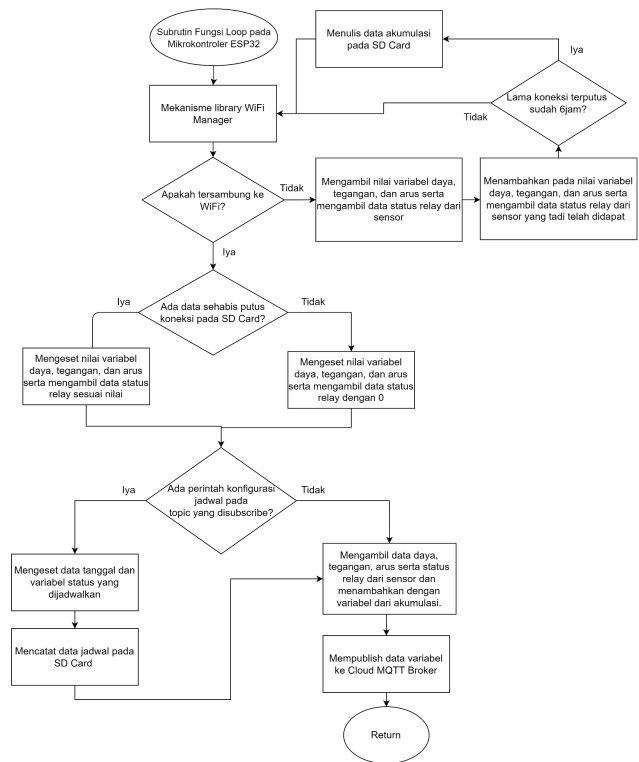 Subrutin Fungsi Loop pada
Mikrokontroler ESP32
Menulis data akumulasi
pada SD Card
Iya
Lama koneksi terputus
sudah 6jam?
Tidak
Mekanisme library WiFi
Manager
Apakah tersambung ke
WiFi?
Tidak
Mengambil nilai variabel daya,
tegangan, dan arus serta
mengambil data status relay dari
sensor
Menambahkan pada nilai variabel
daya, tegangan, dan arus serta
mengambil data status relay dari
sensor yang tadi telah didapat
Iya
Ada data sehabis putus
koneksi pada SD Card?
Iya
Tidak
Mengeset nilai variabel
daya, tegangan, dan arus
serta mengambil data status
relay sesuai nilai
Mengeset nilai variabel
daya, tegangan, dan arus
serta mengambil data status
relay dengan 0
Ada perintah konfigurasi
jadwal pada
topic yang disubscribe?
Iya
Tidak
Mengeset data tanggal dan
variabel status yang
dijadwalkan
Mengambil data daya,
tegangan, arus serta status
relay dari sensor dan
menambahkan dengan
variabel dari akumulasi.
Mencatat data jadwal pada
SD Card
Mempublish data variabel
ke Cloud MQTT Broker
Return